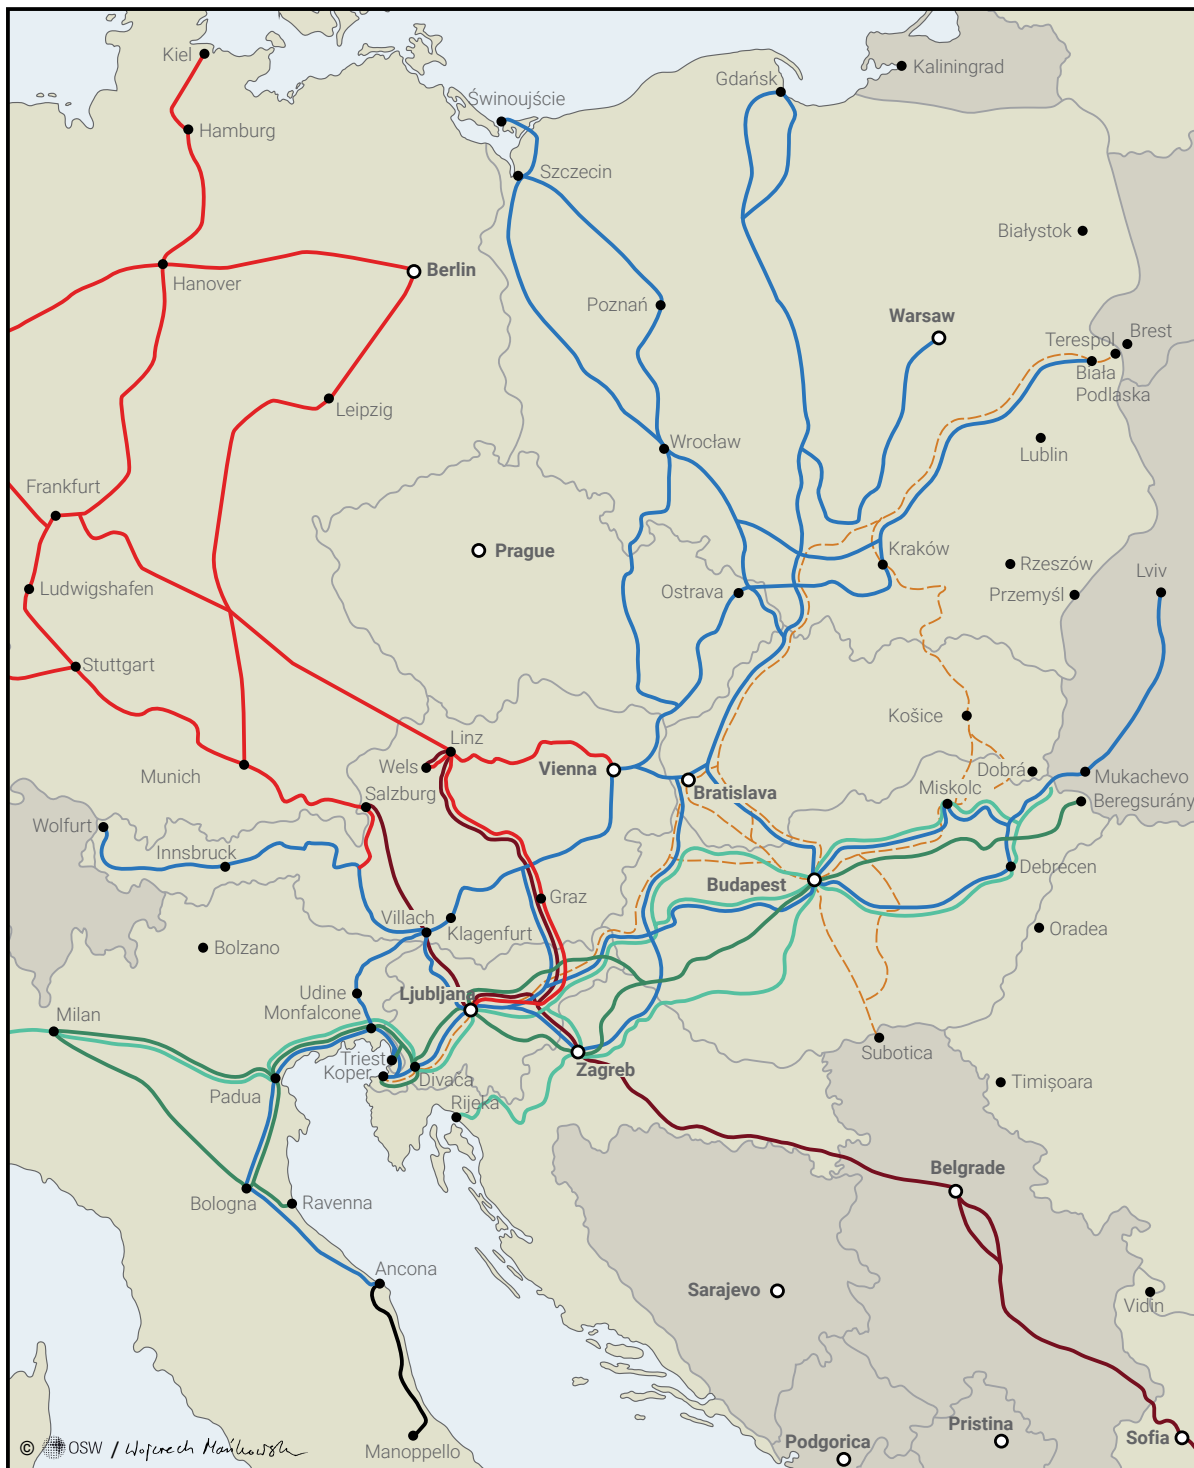 Kiel
Hamburg
Świnoujście
Szczecin
Gdańsk
Kaliningrad
Białystok
Hanover
Berlin
Poznań
Warsaw
Terespol
Brest
Biała
Podlaska
Leipzig
Wrocław
Lublin
Frankfurt
Prague
Kraków
Rzeszów
Lviv
Ludwigshafen
Ostrava
Przemyśl
Stuttgart
Košice
Linz
Munich
Wels
Vienna
Dobrá
Mukachevo
Salzburg
Bratislava
Miskolc
Beregsurány
Wolfurt
Innsbruck
Budapest
Debrecen
Villach
Graz
Klagenfurt
Bolzano
Oradea
Udine
Ljubljana
Milan
Monfalcone
Triest
Koper
Divača
Zagreb
Subotica
Padua
Rijeka
Timișoara
Belgrade
Bologna
Ravenna
Ancona
Sarajevo
Vidin
Pristina
Podgorica
Sofia
Manoppello
© OSW / Wojciech Mańkowski